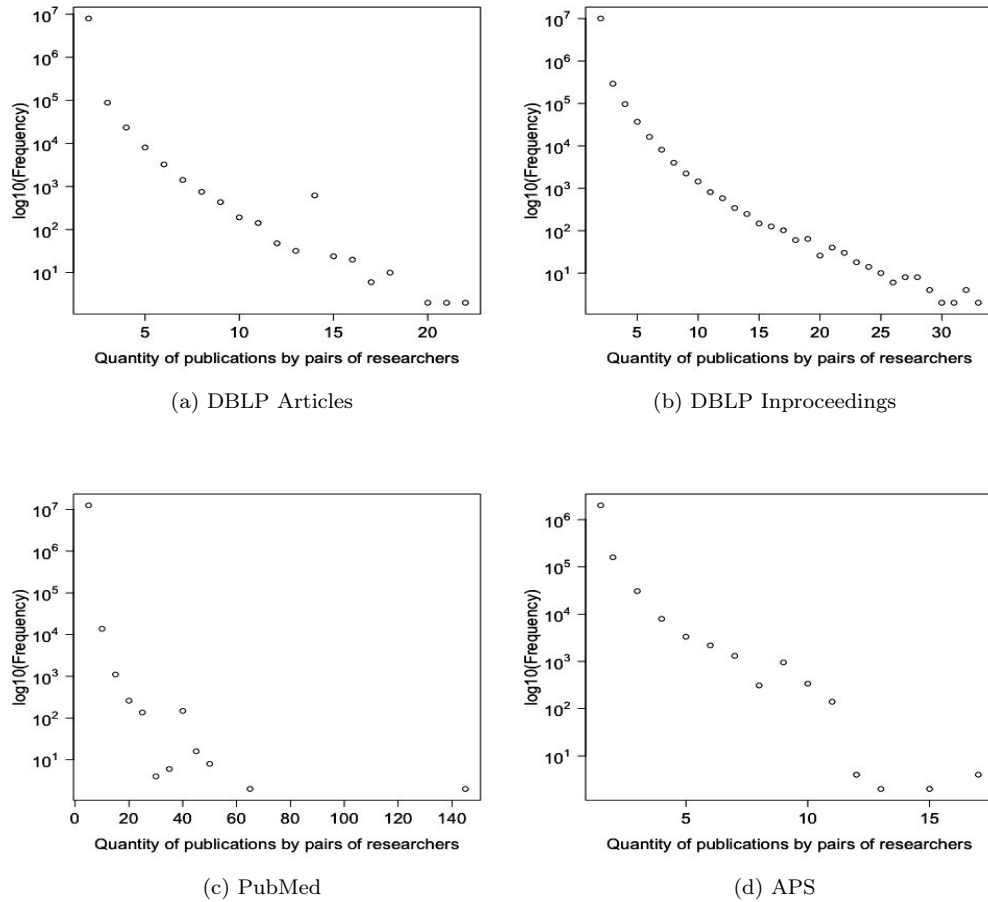 10^7
10^6
10^5
10^4
10^3
10^2
10^1
log10(Frequency)
5 10 15 20
Quantity of publications by pairs of researchers
(a) DBLP Articles
10^7
10^6
10^5
10^4
10^3
10^2
10^1
log10(Frequency)
5 10 15 20 25 30
Quantity of publications by pairs of researchers
(b) DBLP Inproceedings
10^7
10^6
10^5
10^4
10^3
10^2
10^1
log10(Frequency)
0 20 40 60 80 100 120 140
Quantity of publications by pairs of researchers
(c) PubMed
10^6
10^5
10^4
10^3
10^2
10^1
log10(Frequency)
5 10 15
Quantity of publications by pairs of researchers
(d) APS